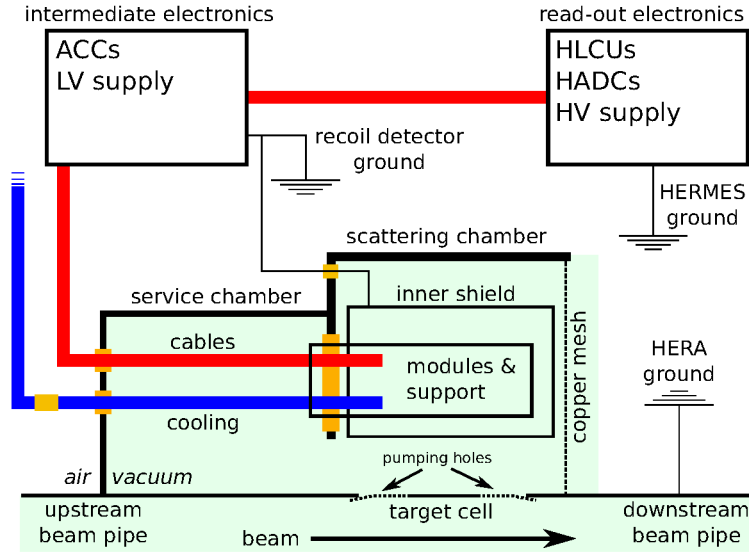 intermediate electronics
read-out electronics
ACCs
LV supply
HLCUs
HADCs
HV supply
recoil detector
ground
HERMES
ground
scattering chamber
service chamber
inner shield
cables
modules &
support
copper mesh
HERA
ground
cooling
pumping holes
air
vacuum
target cell
upstream
beam pipe
downstream
beam pipe
beam